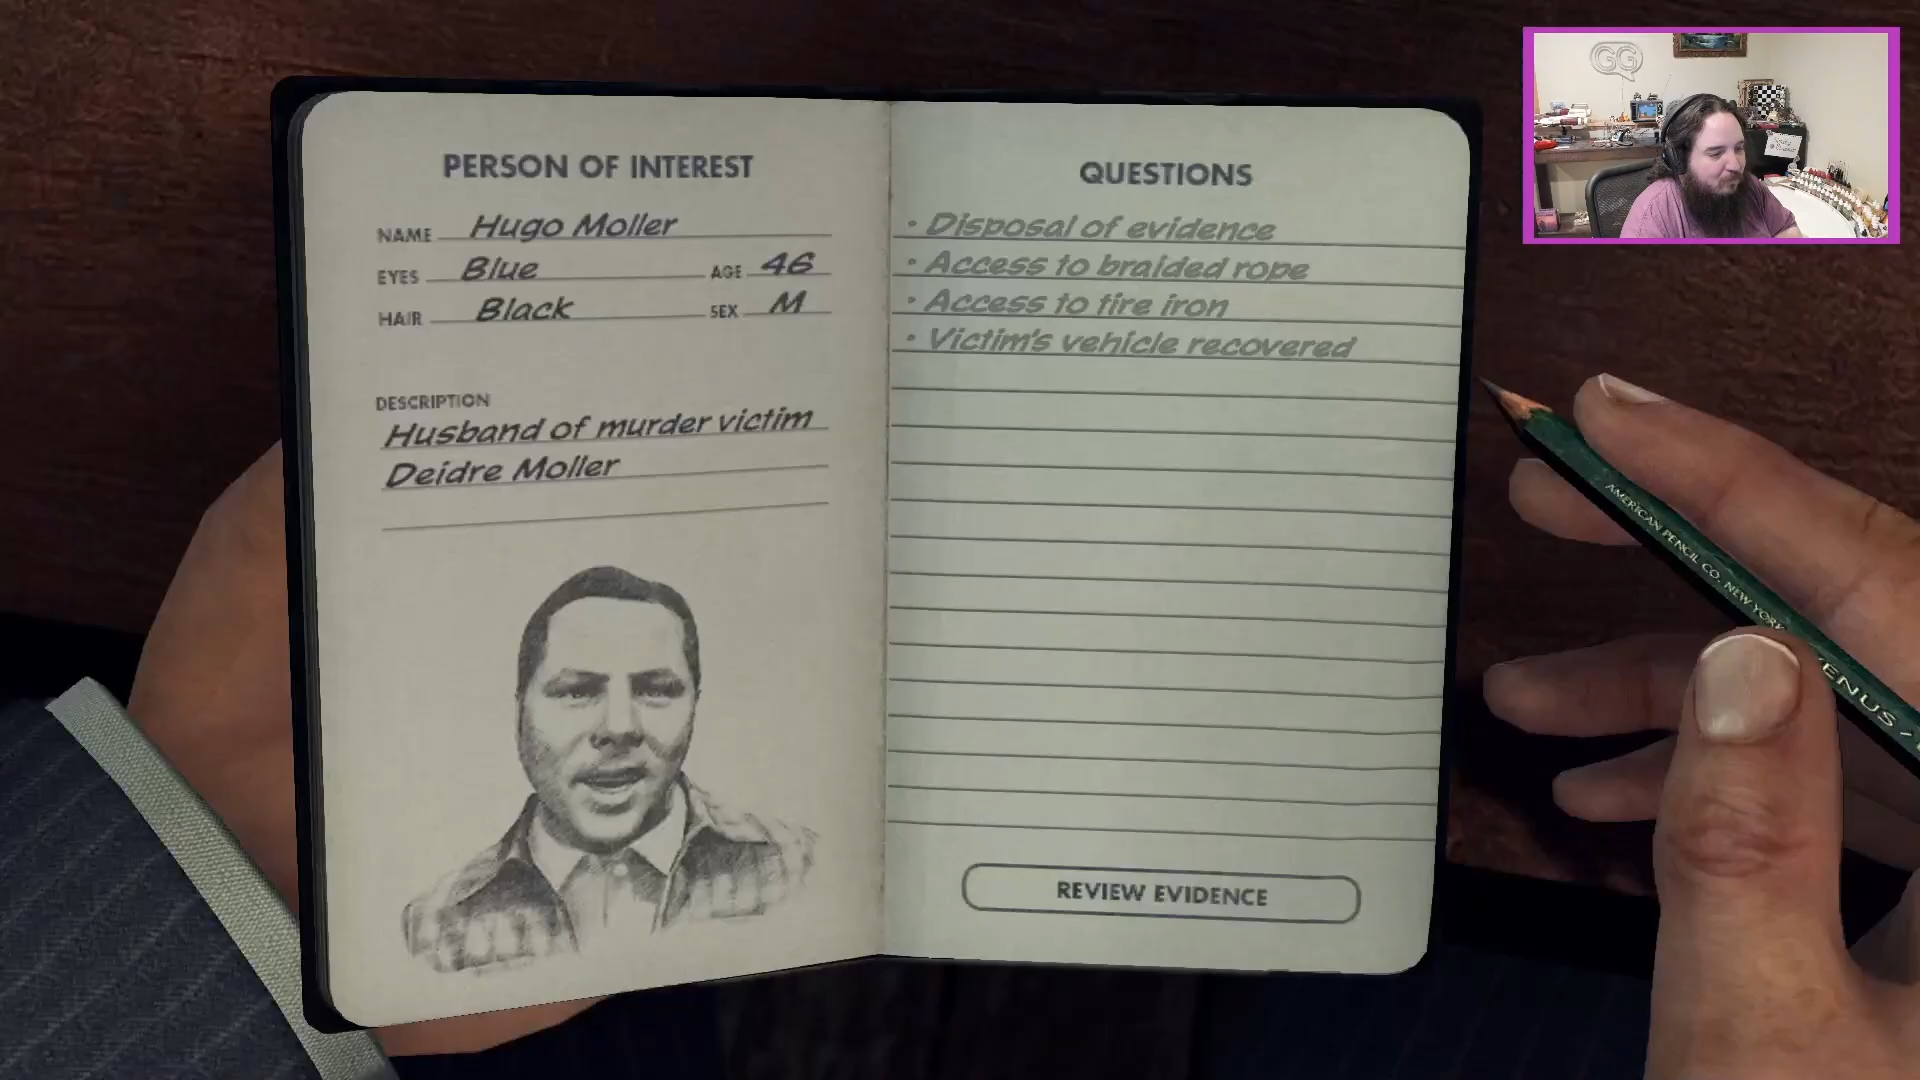 GG
PERSON OF INTEREST
NAME Hugo Moller
EYES Blue AGE 46
HAIR Black SEX M
DESCRIPTION
Husband of murder victim
Deidre Moller
QUESTIONS
• Disposal of evidence
• Access to braided rope
• Access to tire iron
• Victim's vehicle recovered
REVIEW EVIDENCE
AMERICAN PENCIL CO. NEW YORK
VENUS